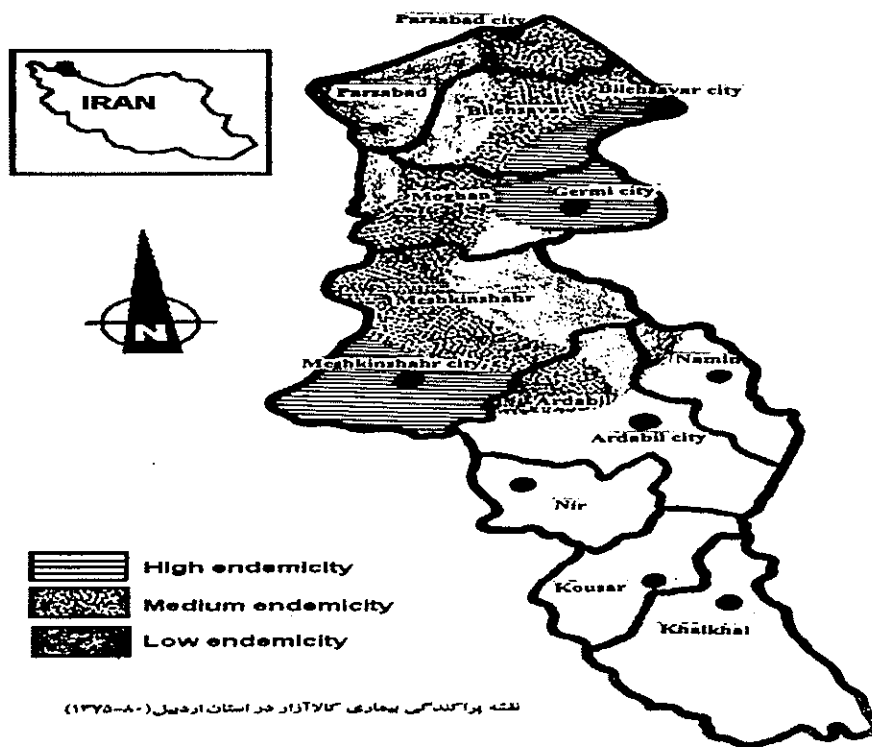 Parsabad city
IRAN
Parsabad
Bilehsavar city
Bilehsavar
Moghan
Germi city
Meshkinshahr
Meshkinshahr city
Namin
Ardabil
Ardabil city
N
Nir
Kousar
Khalkhal
High endemicity
Medium endemicity
Low endemicity
نقشه پراکندگی بیماری کالاآزار در استان اردبیل (۸۰-۱۳۷۵)